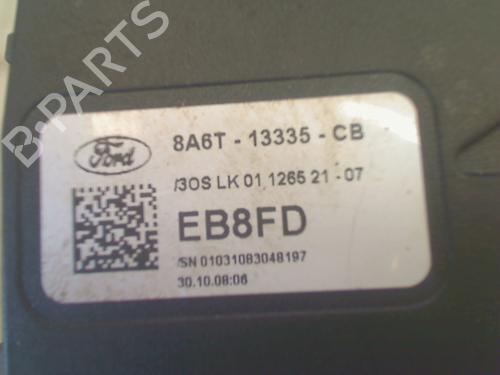 B-PARTS
Ford
8A6T - 13335 - CB
/3OS LK 01 1265 21 - 07
EB8FD
/SN 01031083048197
30.10.08:06